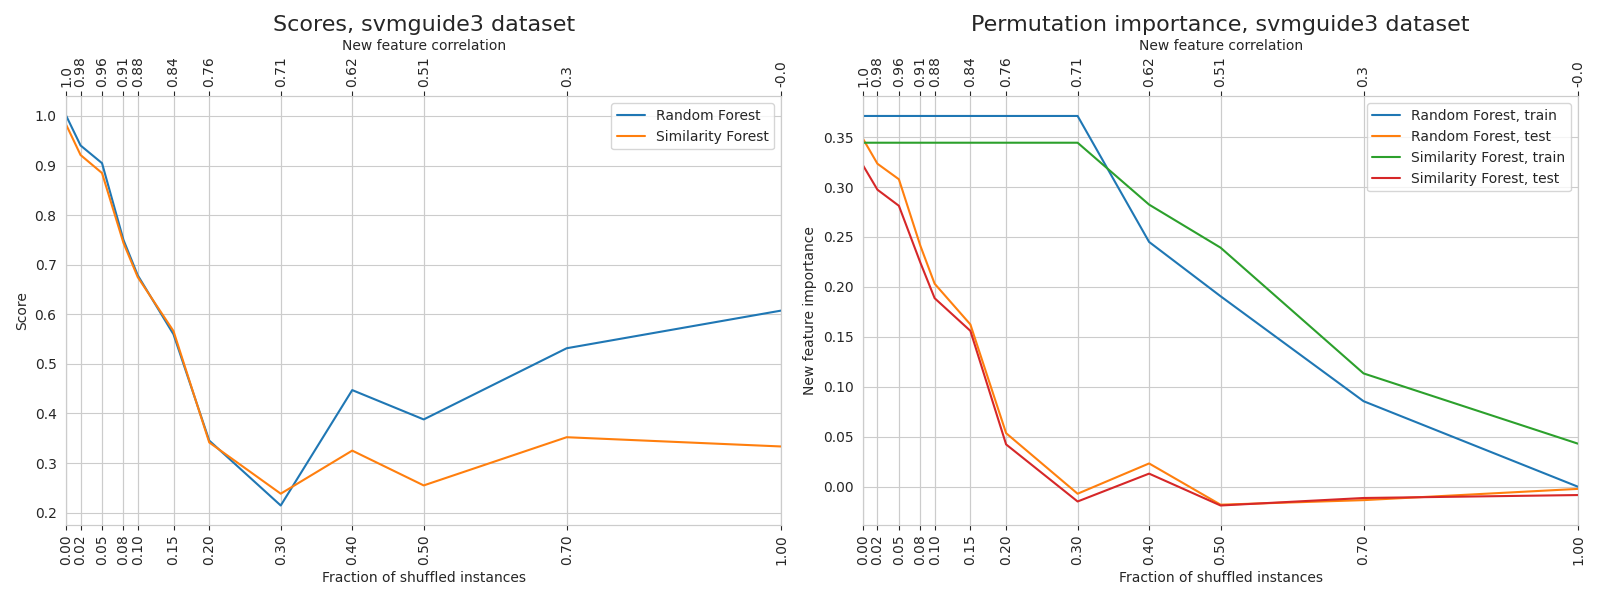 Scores, svmguide3 dataset
New feature correlation
1.0 0.98 0.96 0.91 0.88 0.84 0.76 0.71 0.62 0.51 0.3 -0.0
Random Forest
Similarity Forest
1.0
0.9
0.8
0.7
0.6
0.5
0.4
0.3
0.2
Score
0.00 0.02 0.05 0.08 0.10 0.15 0.20 0.30 0.40 0.50 0.70 1.00
Fraction of shuffled instances
Permutation importance, svmguide3 dataset
New feature correlation
1.0 0.98 0.96 0.91 0.88 0.84 0.76 0.71 0.62 0.51 0.3 -0.0
Random Forest, train
Random Forest, test
Similarity Forest, train
Similarity Forest, test
0.35
0.30
0.25
0.20
0.15
0.10
0.05
0.00
New feature importance
0.00 0.02 0.05 0.08 0.10 0.15 0.20 0.30 0.40 0.50 0.70 1.00
Fraction of shuffled instances